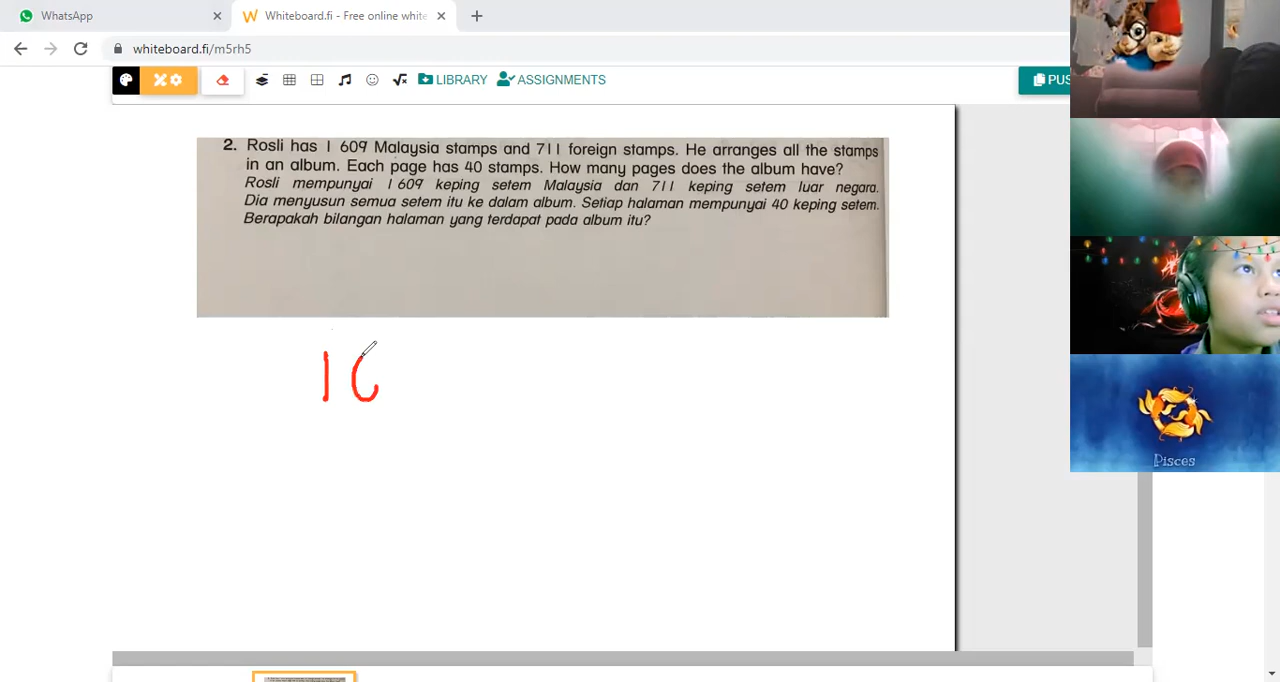 WhatsApp
Whiteboard.fi - Free online white
whiteboard.fi/m5rh5
LIBRARY
ASSIGNMENTS
PUS
2. Rosli has 1 609 Malaysia stamps and 711 foreign stamps. He arranges all the stamps
in an album. Each page has 40 stamps. How many pages does the album have?
Rosli mempunyai 1 609 keping setem Malaysia dan 711 keping setem luar negara.
Dia menyusun semua setem itu ke dalam album. Setiap halaman mempunyai 40 keping setem.
Berapakah bilangan halaman yang terdapat pada album itu?
16
Pisces